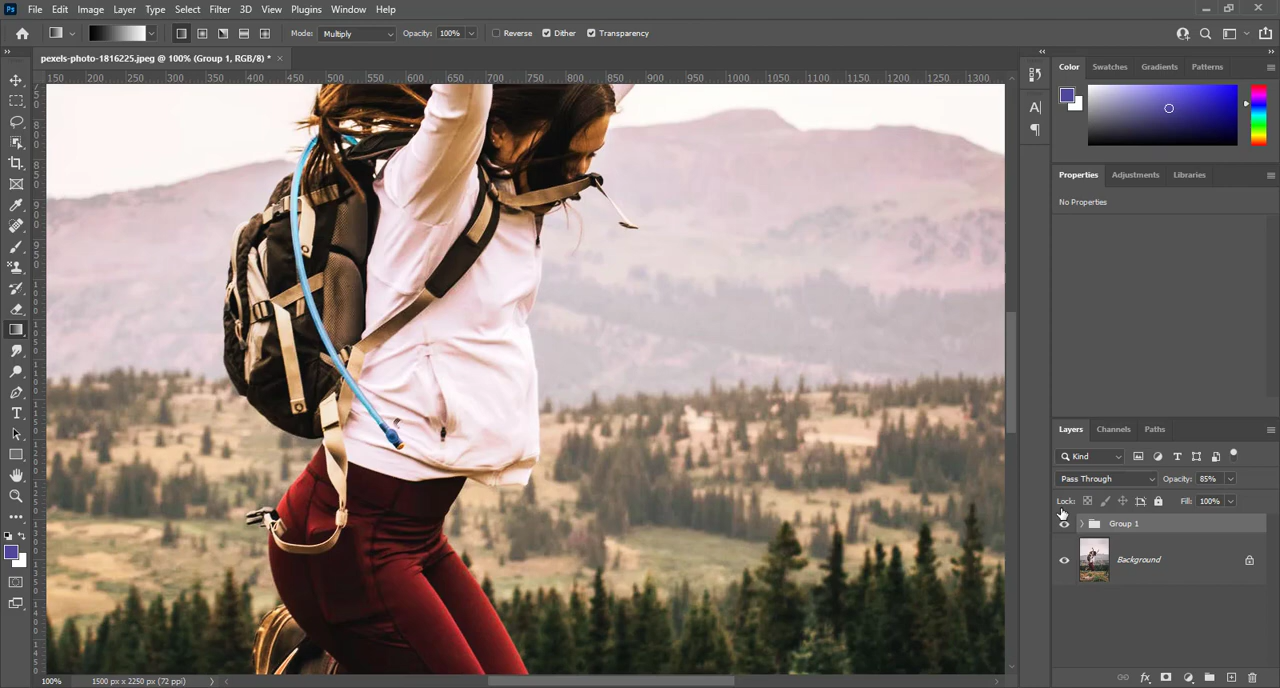 Ps File Edit Image Layer Type Select Filter 3D View Plugins Window Help
Mode: Multiply Opacity: 100% Reverse Dither Transparency
pexels-photo-1816225.jpeg @ 100% (Group 1, RGB/8) * ×
150 200 250 300 350 400 450 500 550 600 650 700 750 800 850 900 950 1000 1050 1100 1150 1200 1250 1300
Color Swatches Gradients Patterns
Properties Adjustments Libraries
No Properties
Layers Channels Paths
Kind
Pass Through Opacity: 85%
Lock: Fill: 100%
Group 1
Background
100% 1500 px x 2250 px (72 ppi)